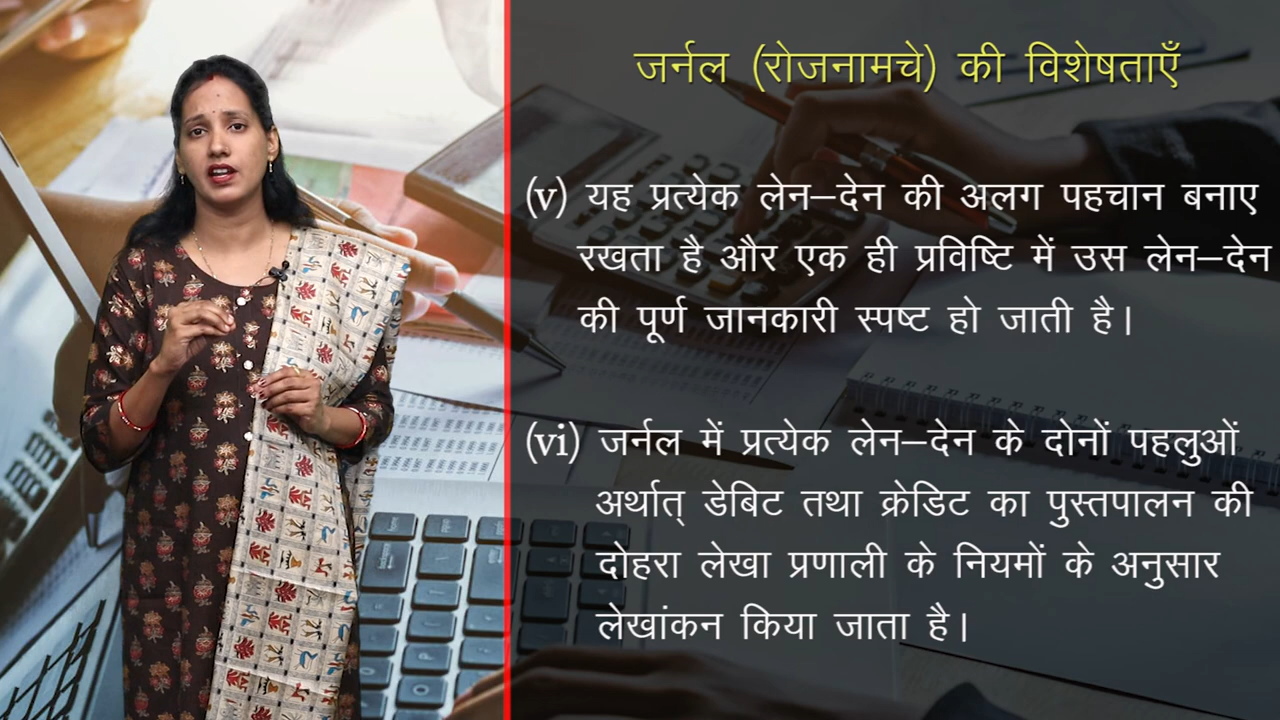 जर्नल (रोजनामचे) की विशेषताएँ
(v) यह प्रत्येक लेन–देन की अलग पहचान बनाए
रखता है और एक ही प्रविष्टि में उस लेन–देन
की पूर्ण जानकारी स्पष्ट हो जाती है।
(vi) जर्नल में प्रत्येक लेन–देन के दोनों पहलुओं
अर्थात् डेबिट तथा क्रेडिट का पुस्तपालन की
दोहरा लेखा प्रणाली के नियमों के अनुसार
लेखांकन किया जाता है।